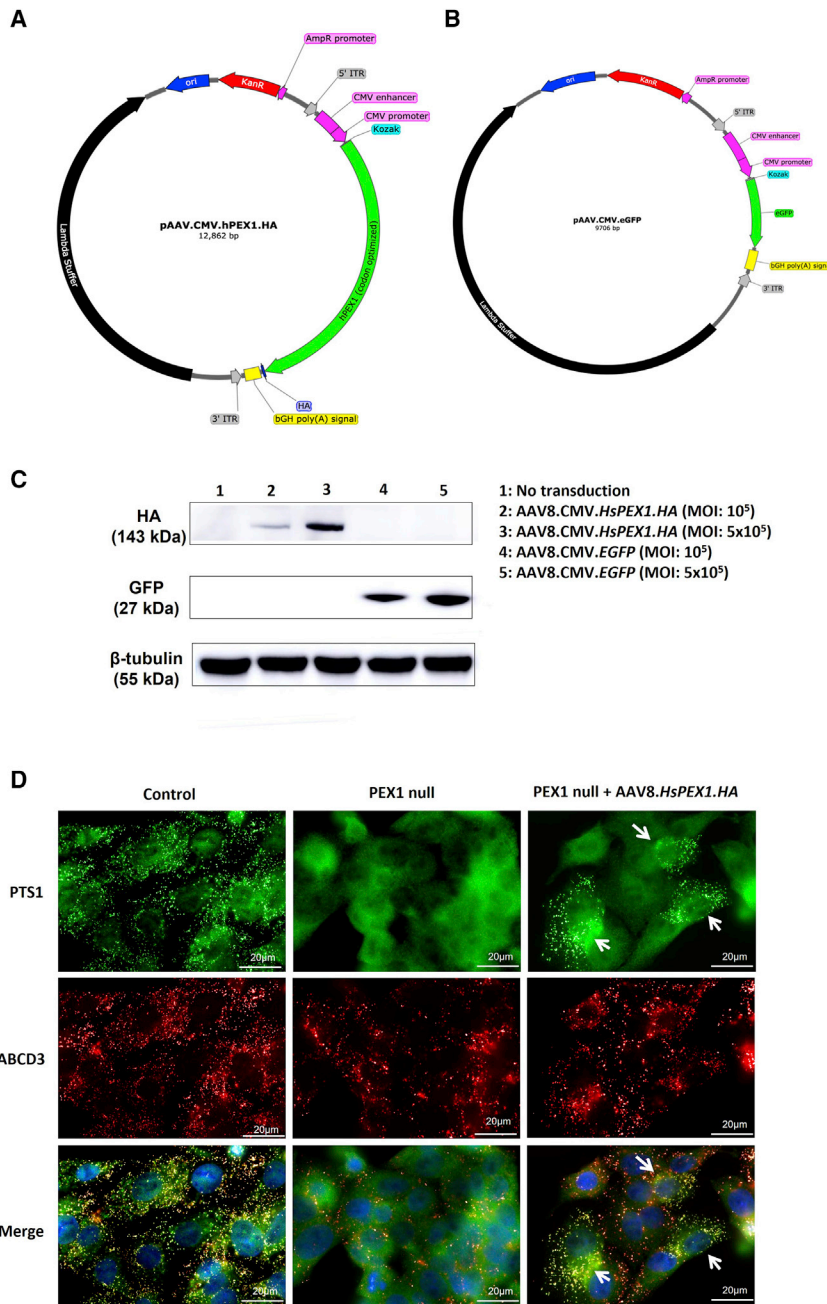 A
AmpR promoter
ori
KanR
5' ITR
CMV enhancer
CMV promoter
Kozak
Lambda Stuffer
pAAV.CMV.hPEX1.HA
12,862 bp
hPEX1 (codon optimized)
3' ITR
HA
bGH poly(A) signal
B
AmpR promoter
ori
KanR
5' ITR
CMV enhancer
CMV promoter
Kozak
pAAV.CMV.eGFP
9706 bp
eGFP
bGH poly(A) signal
3' ITR
Lambda Stuffer
C
1 2 3 4 5
HA
(143 kDa)
GFP
(27 kDa)
β-tubulin
(55 kDa)
1: No transduction
2: AAV8.CMV.HsPEX1.HA (MOI: 10⁵)
3: AAV8.CMV.HsPEX1.HA (MOI: 5x10⁵)
4: AAV8.CMV.EGFP (MOI: 10⁵)
5: AAV8.CMV.EGFP (MOI: 5x10⁵)
D
Control PEX1 null PEX1 null + AAV8.HsPEX1.HA
PTS1
20µm 20µm 20µm
ABCD3
20µm 20µm 20µm
Merge
20µm 20µm 20µm